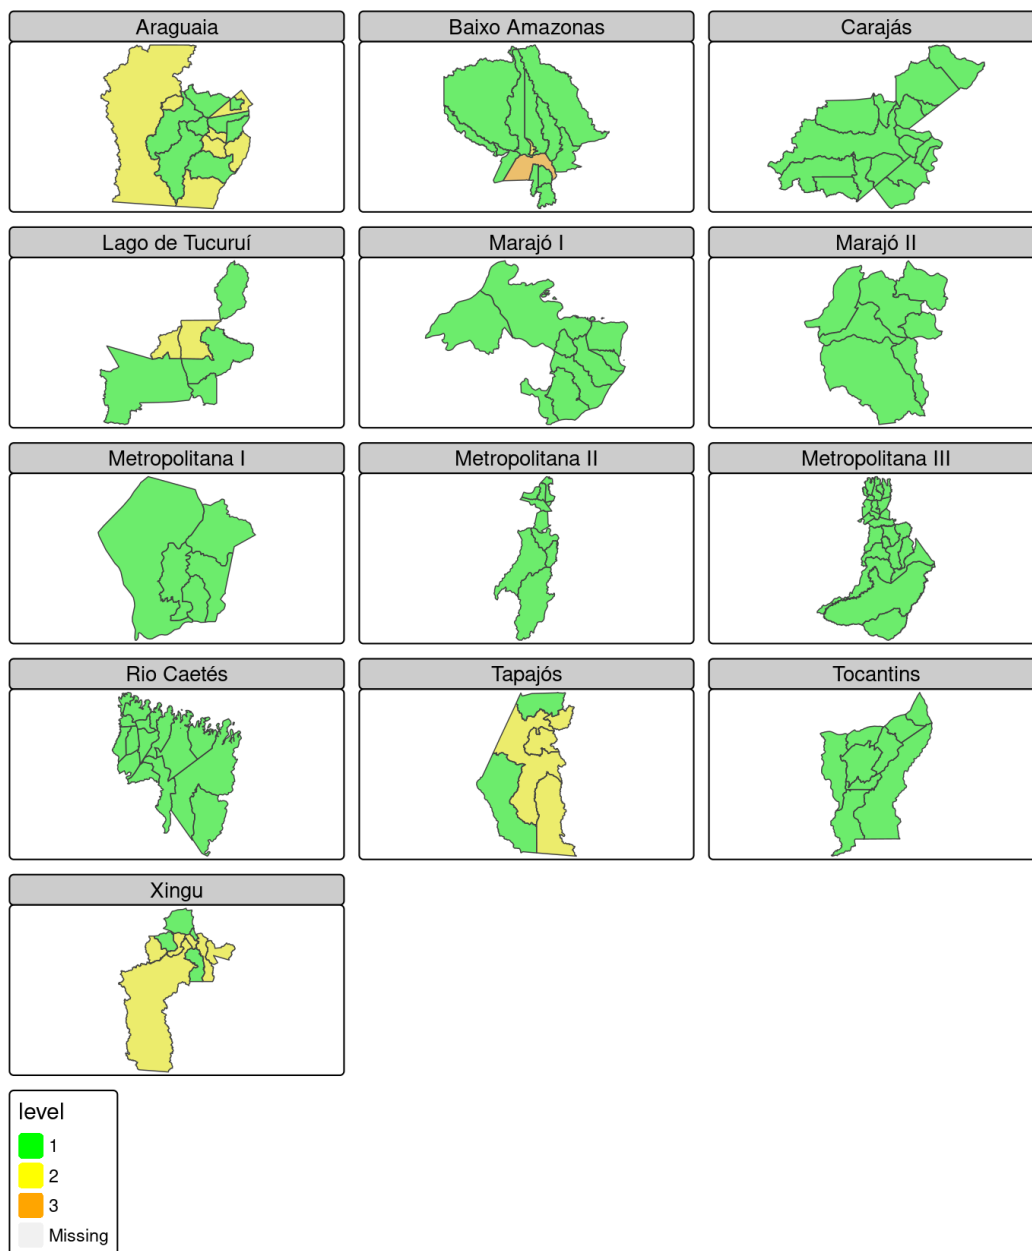 Araguaia
Baixo Amazonas
Carajás
Lago de Tucuruí
Marajó I
Marajó II
Metropolitana I
Metropolitana II
Metropolitana III
Rio Caetés
Tapajós
Tocantins
Xingu
level
1
2
3
Missing